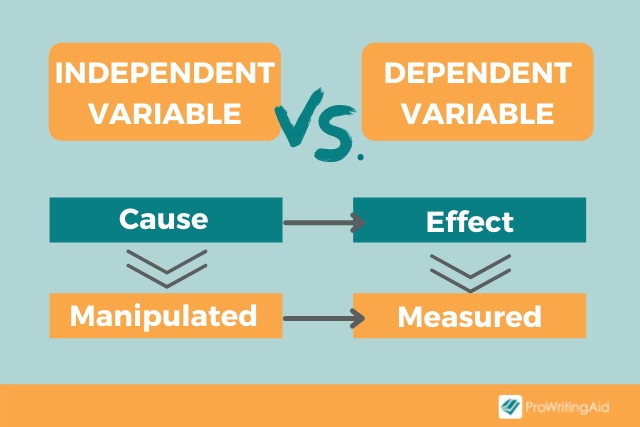 INDEPENDENT
VARIABLE
VS.
DEPENDENT
VARIABLE
Cause
Effect
Manipulated
Measured
ProWritingAid